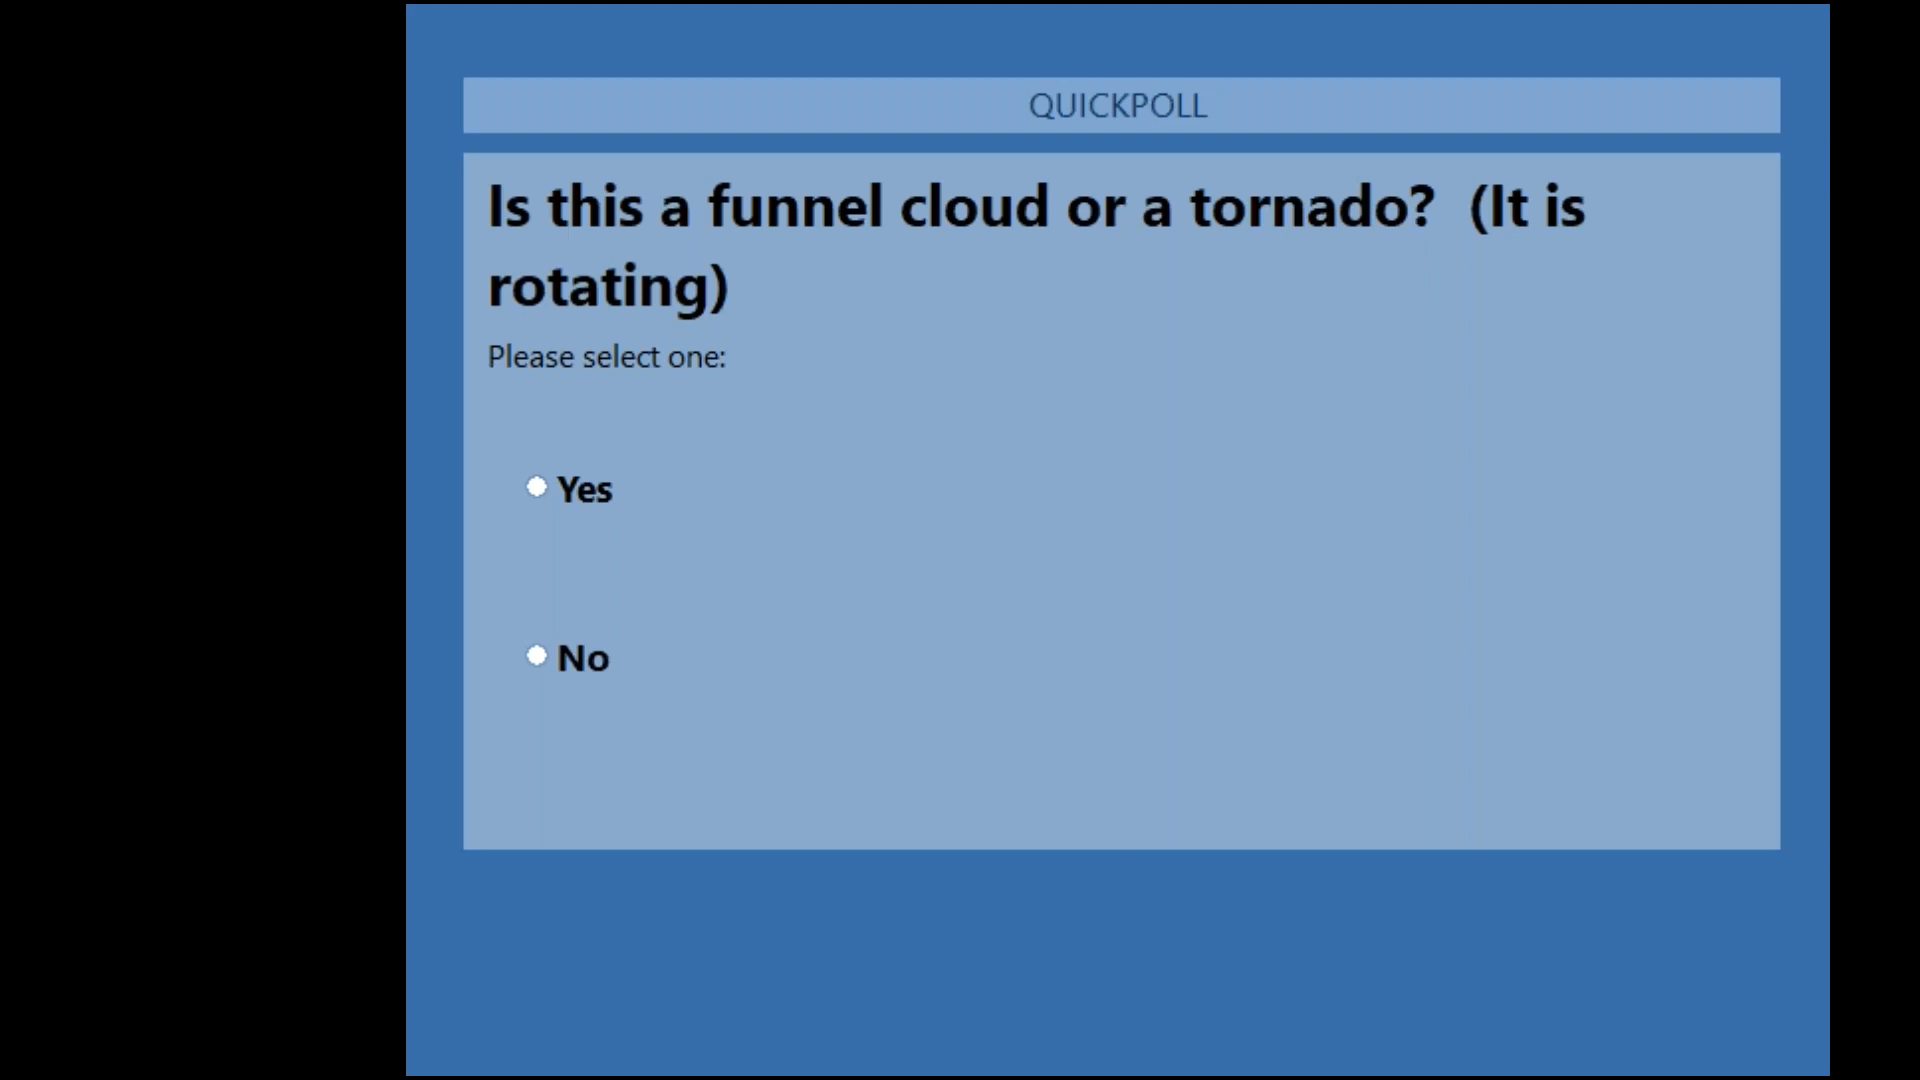 QUICKPOLL
Is this a funnel cloud or a tornado?  (It is
rotating)
Please select one:
Yes
No